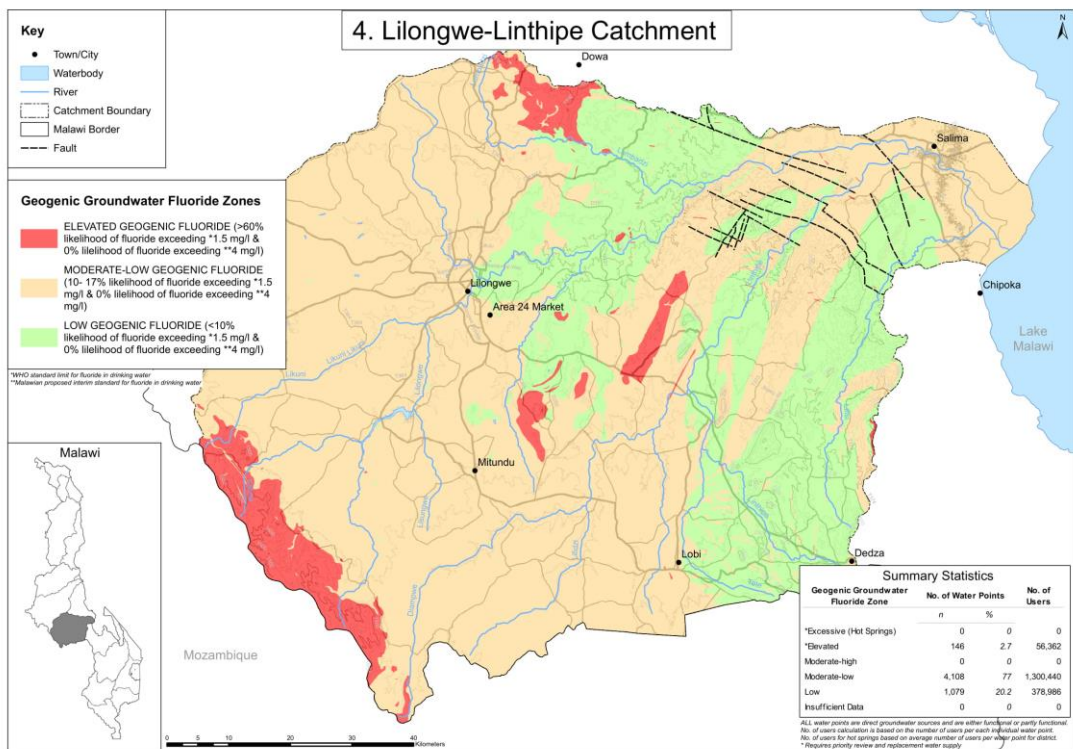 4. Lilongwe-Linthipe Catchment
N
Key
Town/City
Waterbody
River
Catchment Boundary
Malawi Border
Fault
Geogenic Groundwater Fluoride Zones
ELEVATED GEOGENIC FLUORIDE (>60%
likelihood of fluoride exceeding *1.5 mg/l &
0% lilelihood of fluoride exceeding **4 mg/l)
MODERATE-LOW GEOGENIC FLUORIDE
(10- 17% likelihood of fluoride exceeding *1.5
mg/l & 0% lilelihood of fluoride exceeding **4
mg/l)
LOW GEOGENIC FLUORIDE (<10%
likelihood of fluoride exceeding *1.5 mg/l &
0% lilelihood of fluoride exceeding **4 mg/l)
*WHO standard limit for fluoride in drinking water
**Malawian proposed interim standard for fluoride in drinking water
Dowa
Salima
Lumbadzi
Lilongwe
Area 24 Market
Chipoka
Lake
Malawi
Likuni Likuni
Likuni
Lilongwe
Mitundu
Lilongwe
Linthipe
Lobi
Dedza
Diampwe
Mozambique
Malawi
0 5 10 20 30 40
Kilometers
Summary Statistics
Geogenic Groundwater Fluoride Zone No. of Water Points No. of Users
n %
*Excessive (Hot Springs) 0 0 0
*Elevated 146 2.7 56,362
Moderate-high 0 0 0
Moderate-low 4,108 77 1,300,440
Low 1,079 20.2 378,986
Insufficient Data 0 0 0
ALL water points are direct groundwater sources and are either functional or partly functional.
No. of users calculation is based on the number of users per each individual water point.
No. of users for hot springs based on average number of users per water point for district.
* Requires priority review and replacement water supply